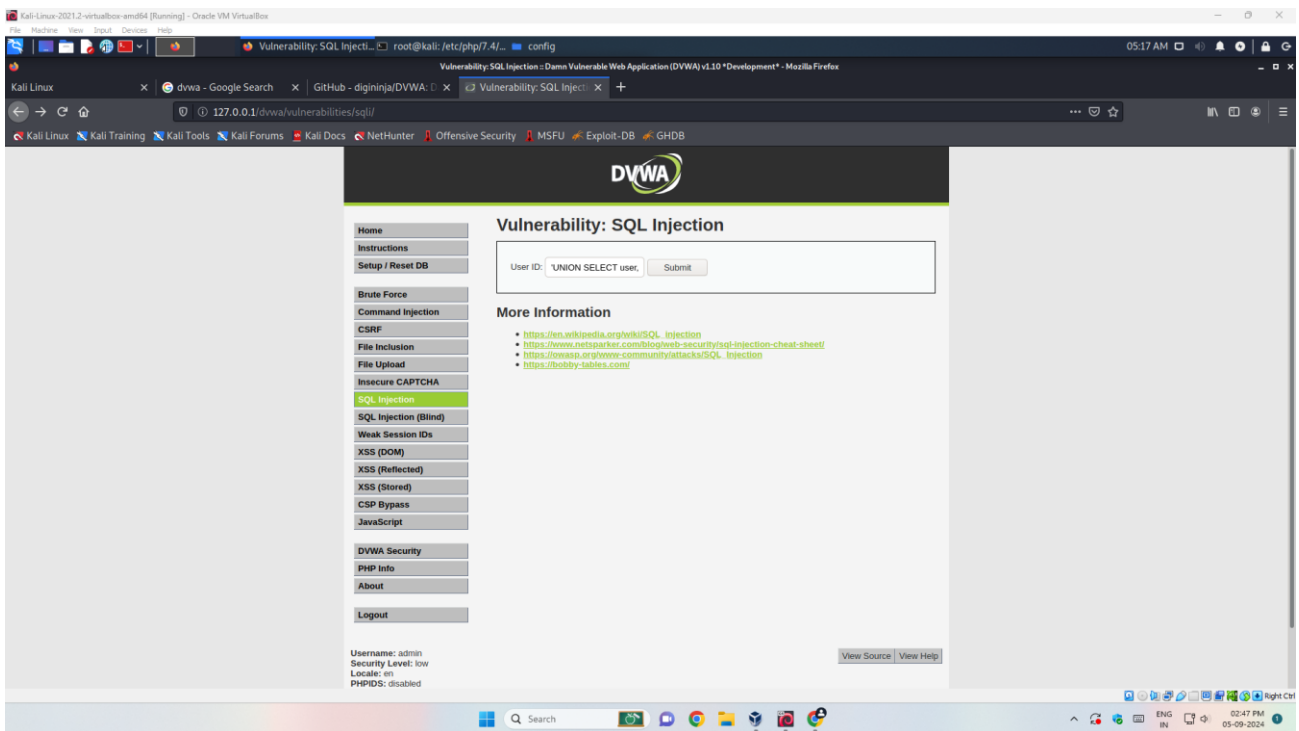 Kali-Linux-2021.2-virtualbox-amd64 [Running] - Oracle VM VirtualBox
File Machine View Input Devices Help
Vulnerability: SQL Injecti... root@kali: /etc/php/7.4/... config 05:17 AM
Vulnerability: SQL Injection :: Damn Vulnerable Web Application (DVWA) v1.10 *Development* - Mozilla Firefox
Kali Linux dvwa - Google Search GitHub - digininja/DVWA: D Vulnerability: SQL Injecti
127.0.0.1/dvwa/vulnerabilities/sqli/
Kali Linux Kali Training Kali Tools Kali Forums Kali Docs NetHunter Offensive Security MSFU Exploit-DB GHDB
DVWA
Vulnerability: SQL Injection
User ID: 'UNION SELECT user, Submit
More Information
https://en.wikipedia.org/wiki/SQL_injection
https://www.netsparker.com/blog/web-security/sql-injection-cheat-sheet/
https://owasp.org/www-community/attacks/SQL_Injection
https://bobby-tables.com/
Home
Instructions
Setup / Reset DB
Brute Force
Command Injection
CSRF
File Inclusion
File Upload
Insecure CAPTCHA
SQL Injection
SQL Injection (Blind)
Weak Session IDs
XSS (DOM)
XSS (Reflected)
XSS (Stored)
CSP Bypass
JavaScript
DVWA Security
PHP Info
About
Logout
Username: admin
Security Level: low
Locale: en
PHPIDS: disabled
View Source View Help
Right Ctrl
Search
ENG
IN
02:47 PM
05-09-2024